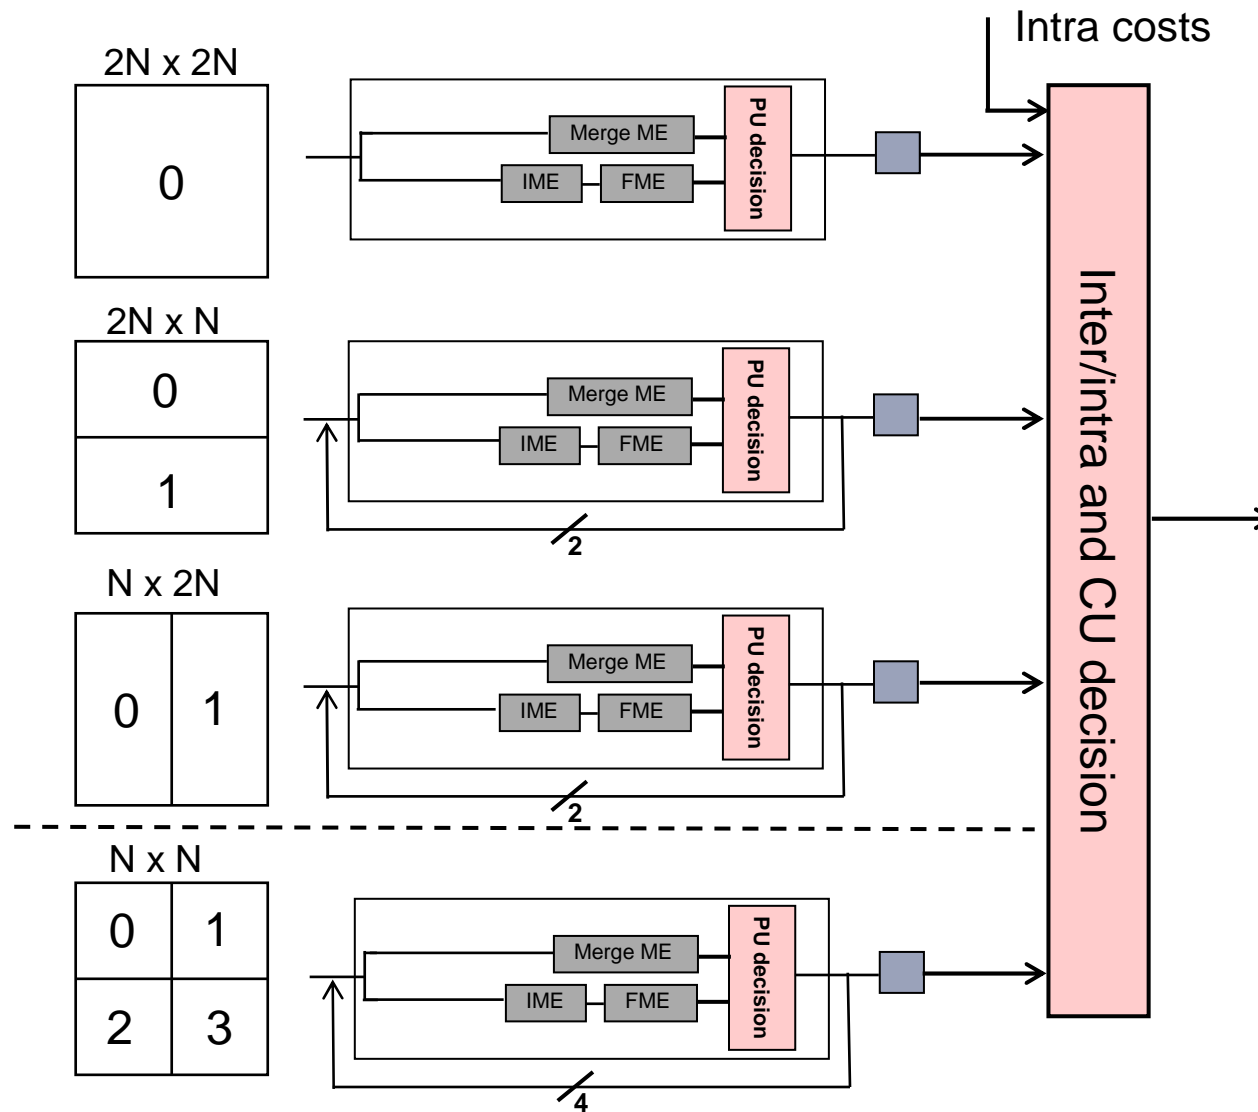 Intra costs
2N x 2N
0
Merge ME
IME
FME
PU decision
2N x N
0
1
Merge ME
IME
FME
PU decision
2
N x 2N
0 1
Merge ME
IME
FME
PU decision
2
N x N
0 1
2 3
Merge ME
IME
FME
PU decision
4
Inter/intra and CU decision